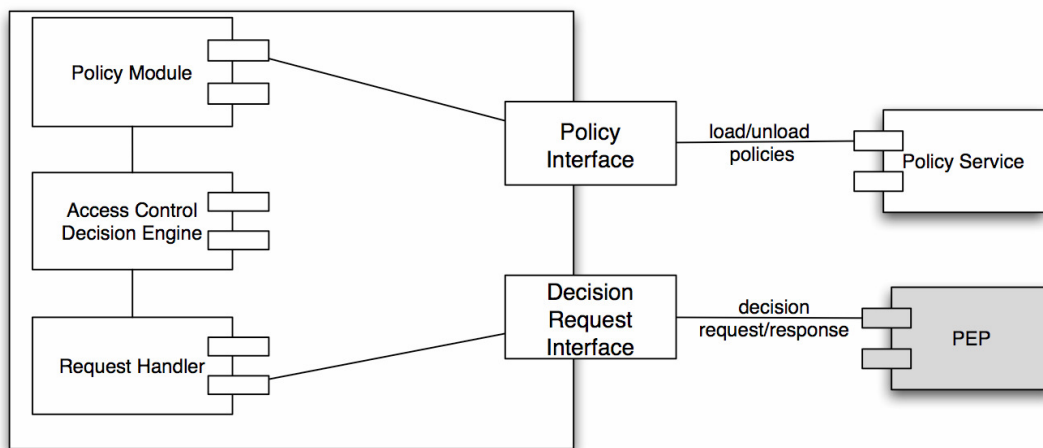 Policy Module
Policy
Interface
load/unload
policies
Policy Service
Access Control
Decision Engine
Decision
Request
Interface
decision
request/response
PEP
Request Handler